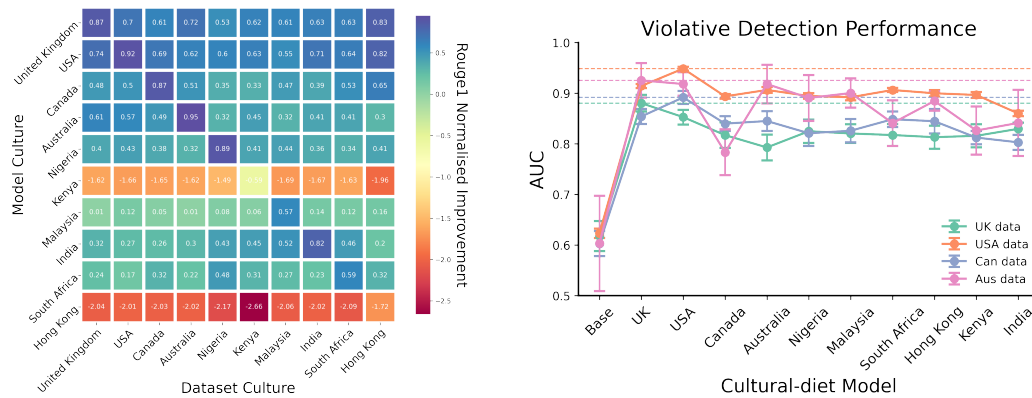 United Kingdom
0.87 0.7 0.61 0.72 0.53 0.62 0.61 0.63 0.63 0.83
USA
0.74 0.92 0.69 0.62 0.6 0.63 0.55 0.71 0.64 0.82
Canada
0.48 0.5 0.87 0.51 0.35 0.33 0.47 0.39 0.53 0.65
Australia
0.61 0.57 0.49 0.95 0.32 0.45 0.32 0.41 0.41 0.3
Nigeria
0.4 0.43 0.38 0.32 0.89 0.41 0.44 0.36 0.34 0.41
Kenya
-1.62 -1.66 -1.65 -1.62 -1.49 -1.69 -1.67 -1.63 -1.96
Malaysia
0.01 0.12 0.05 0.01 0.08 0.06 0.57 0.14 0.12 0.16
India
0.32 0.27 0.26 0.3 0.43 0.45 0.52 0.82 0.46 0.2
South Africa
0.24 0.17 0.32 0.22 0.48 0.31 0.27 0.23 0.59 0.32
Hong Kong
-2.04 -2.01 -2.03 -2.02 -2.17 -2.66 -2.06 -2.02 -2.09 -1.72
United Kingdom USA Canada Australia Nigeria Kenya Malaysia India South Africa Hong Kong
Dataset Culture
Model Culture
0.5
0.0
−0.5
−1.0
−1.5
−2.0
−2.5
Rouge1 Normalised Improvement
Violative Detection Performance
1.0
0.9
0.8
0.7
0.6
0.5
AUC
UK data
USA data
Can data
Aus data
Base UK USA Canada Australia Nigeria Malaysia South Africa Hong Kong Kenya India
Cultural-diet Model